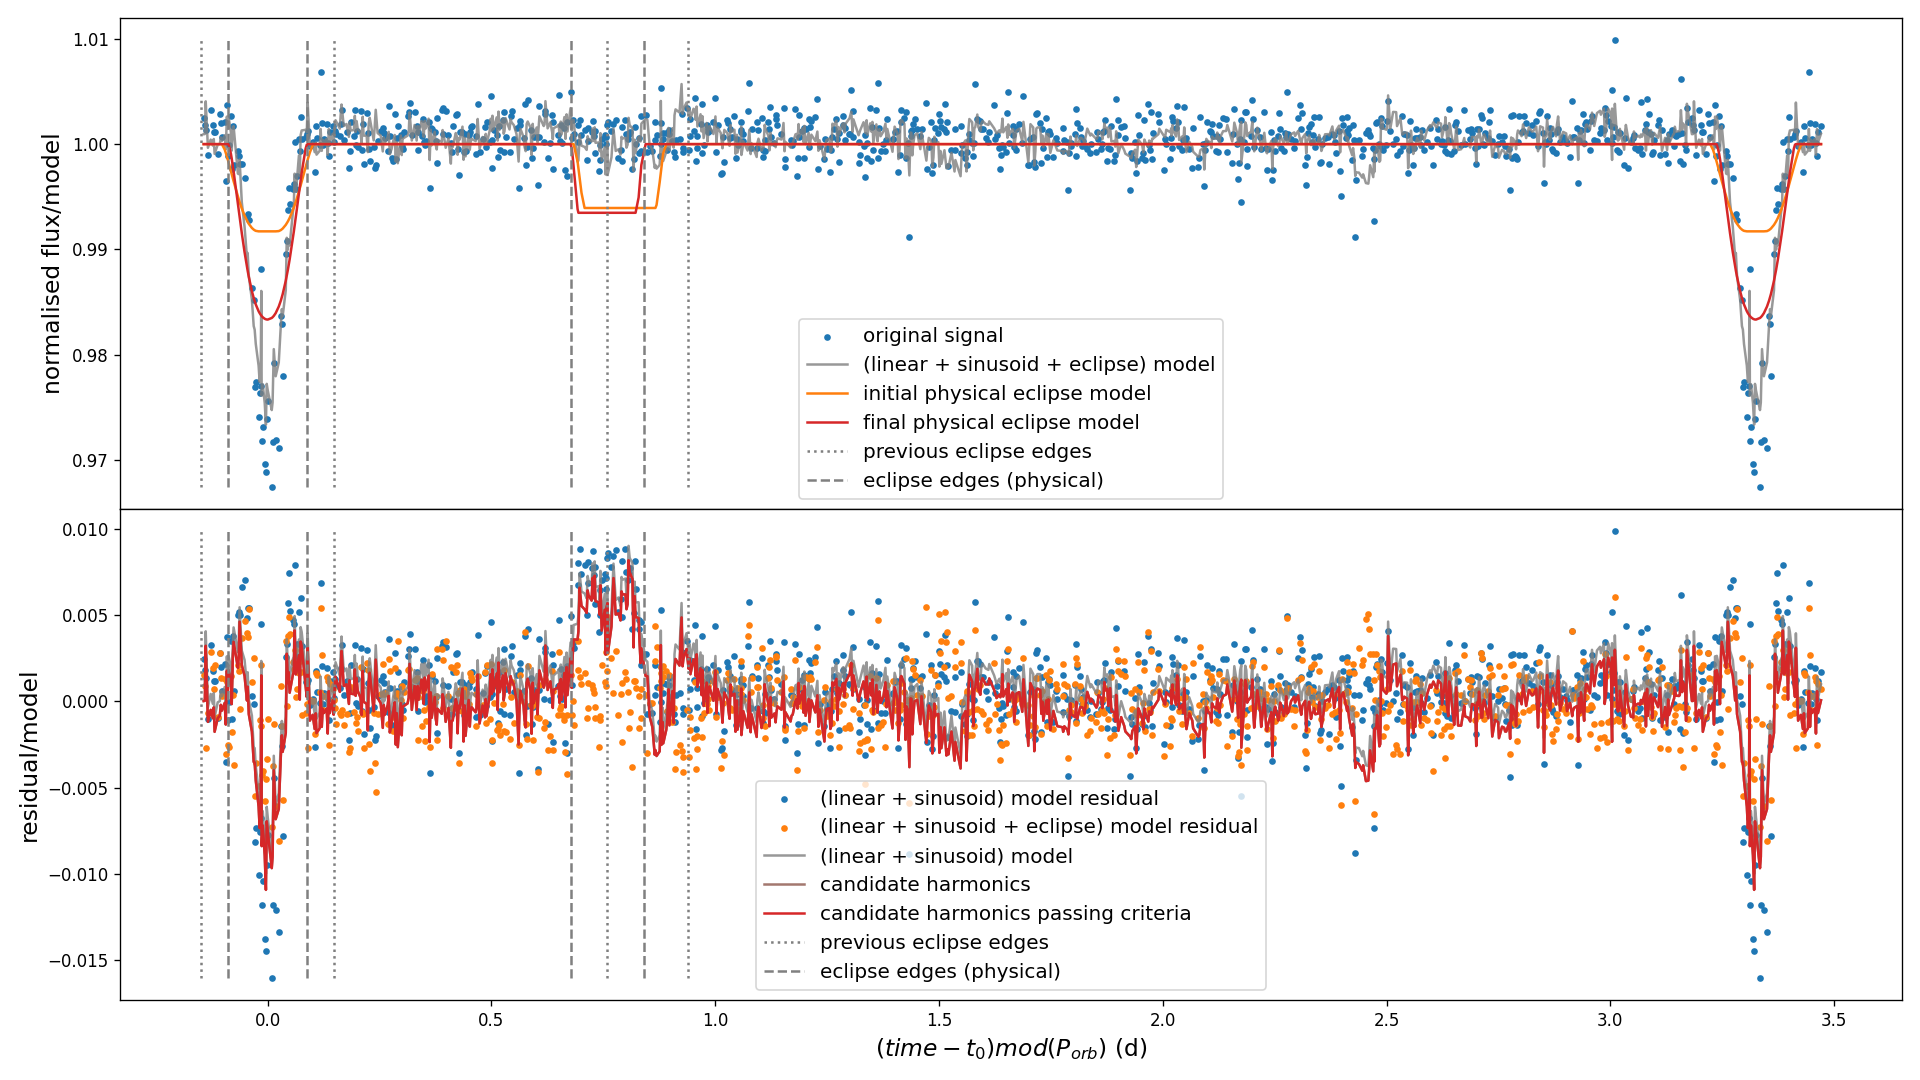 1.01
1.00
0.99
0.98
0.97
normalised flux/model
original signal
(linear + sinusoid + eclipse) model
initial physical eclipse model
final physical eclipse model
previous eclipse edges
eclipse edges (physical)
0.010
0.005
0.000
−0.005
−0.010
−0.015
residual/model
(linear + sinusoid) model residual
(linear + sinusoid + eclipse) model residual
(linear + sinusoid) model
candidate harmonics
candidate harmonics passing criteria
previous eclipse edges
eclipse edges (physical)
0.0 0.5 1.0 1.5 2.0 2.5 3.0 3.5
(time − t₀)mod(P_orb) (d)